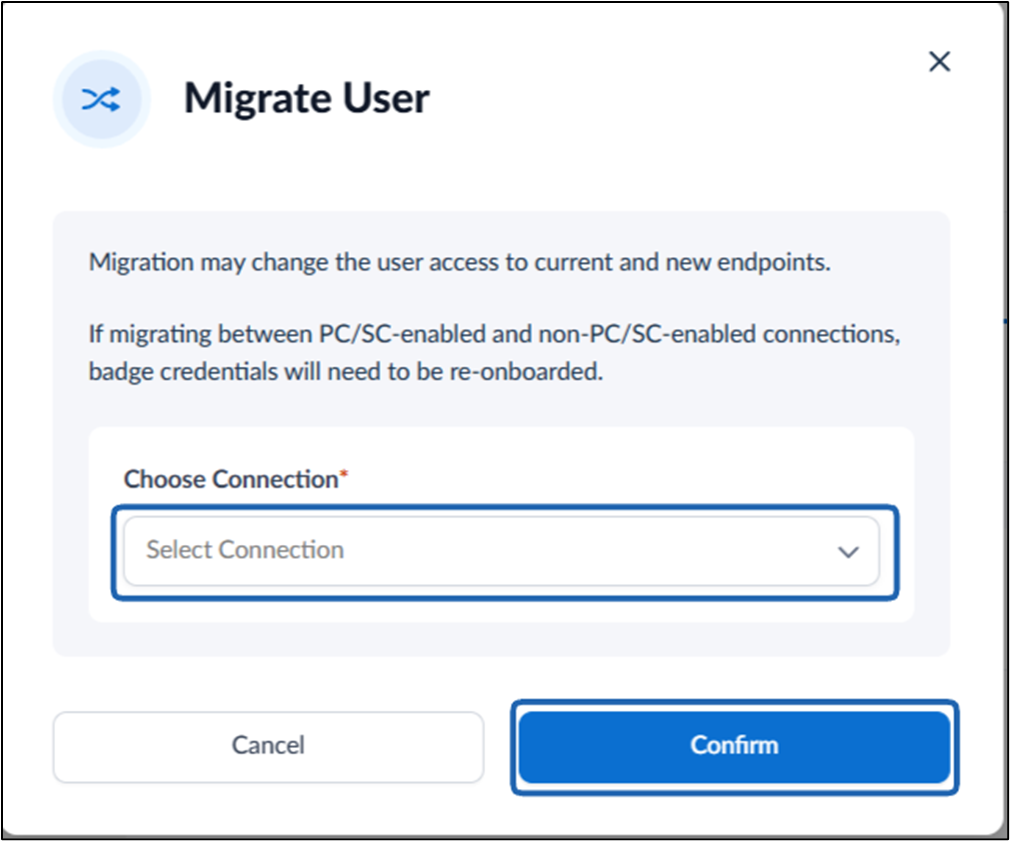 Migrate User
Migration may change the user access to current and new endpoints.
If migrating between PC/SC-enabled and non-PC/SC-enabled connections,
badge credentials will need to be re-onboarded.
Choose Connection*
Select Connection
Cancel
Confirm